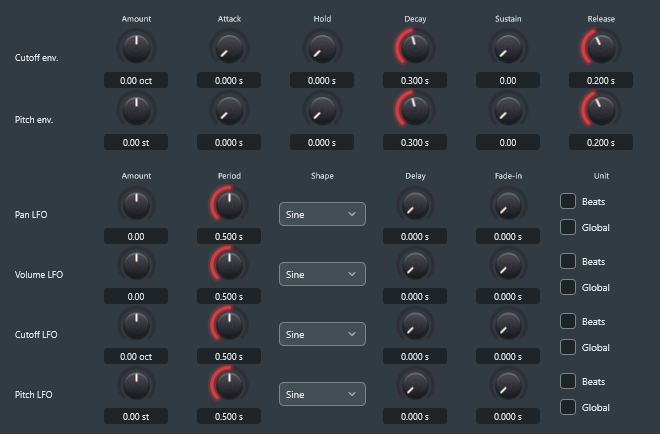 Amount Attack Hold Decay Sustain Release
Cutoff env.
0.00 oct 0.000 s 0.000 s 0.300 s 0.00 0.200 s
Pitch env.
0.00 st 0.000 s 0.000 s 0.300 s 0.00 0.200 s
Amount Period Shape Delay Fade-in Unit
Pan LFO Sine Beats
Global
0.00 0.500 s 0.000 s 0.000 s
Volume LFO Sine Beats
Global
0.00 0.500 s 0.000 s 0.000 s
Cutoff LFO Sine Beats
Global
0.00 oct 0.500 s 0.000 s 0.000 s
Pitch LFO Sine Beats
Global
0.00 st 0.500 s 0.000 s 0.000 s